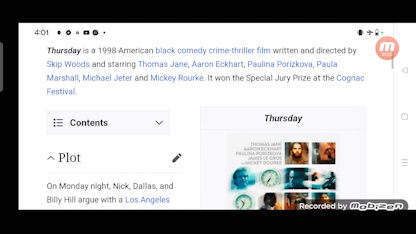 4:01
Thursday is a 1998 American black comedy crime-thriller film written and directed by
Skip Woods and starring Thomas Jane, Aaron Eckhart, Paulina Porizkova, Paula
Marshall, Michael Jeter and Mickey Rourke. It won the Special Jury Prize at the Cognac
Festival.
Contents
Plot
On Monday night, Nick, Dallas, and
Billy Hill argue with a Los Angeles
Thursday
THOMAS JANE
AARON ECKHART
PAULINA PORIZKOVA
JAMES LE GROS
AND MICKEY ROURKE
Recorded by MOBIZEN